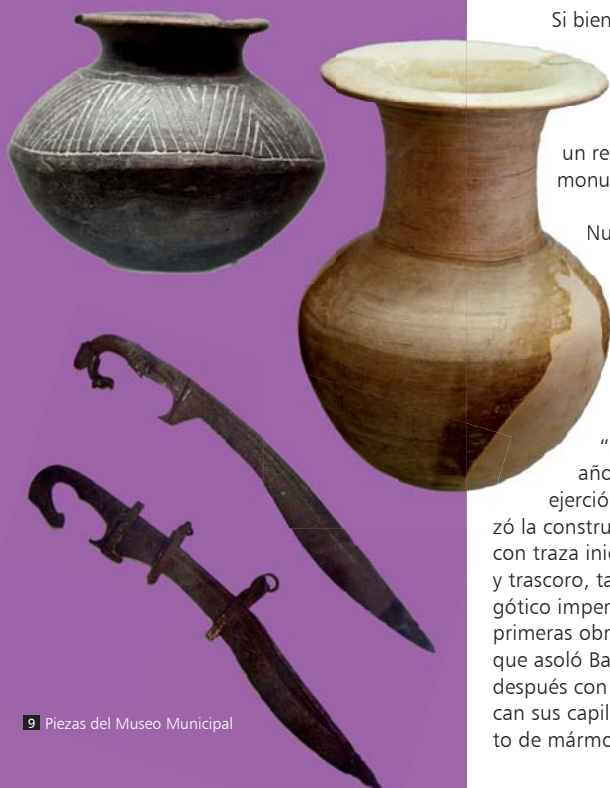 Si bien
un re
monu
Nu
“
año
ejerció
zó la constru
con traza inic
y trascoro, ta
gótico imper
primeras obr
que asoló Ba
después con
can sus capil
to de mármo
9 Piezas del Museo Municipal